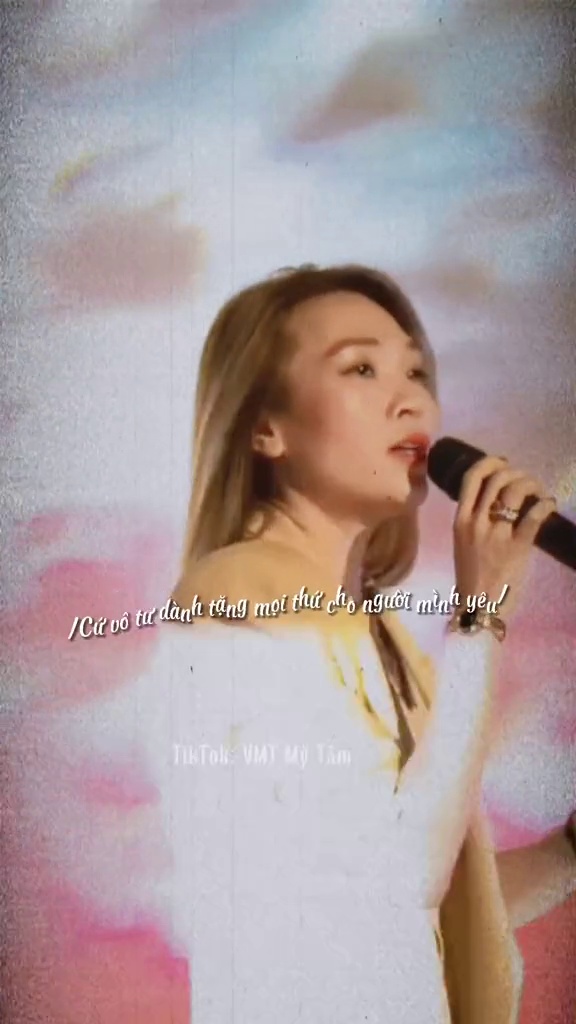 /Cứ vô tư dành tặng mọi thứ cho người mình yêu/
TikTok: VMT Mỹ Tâm